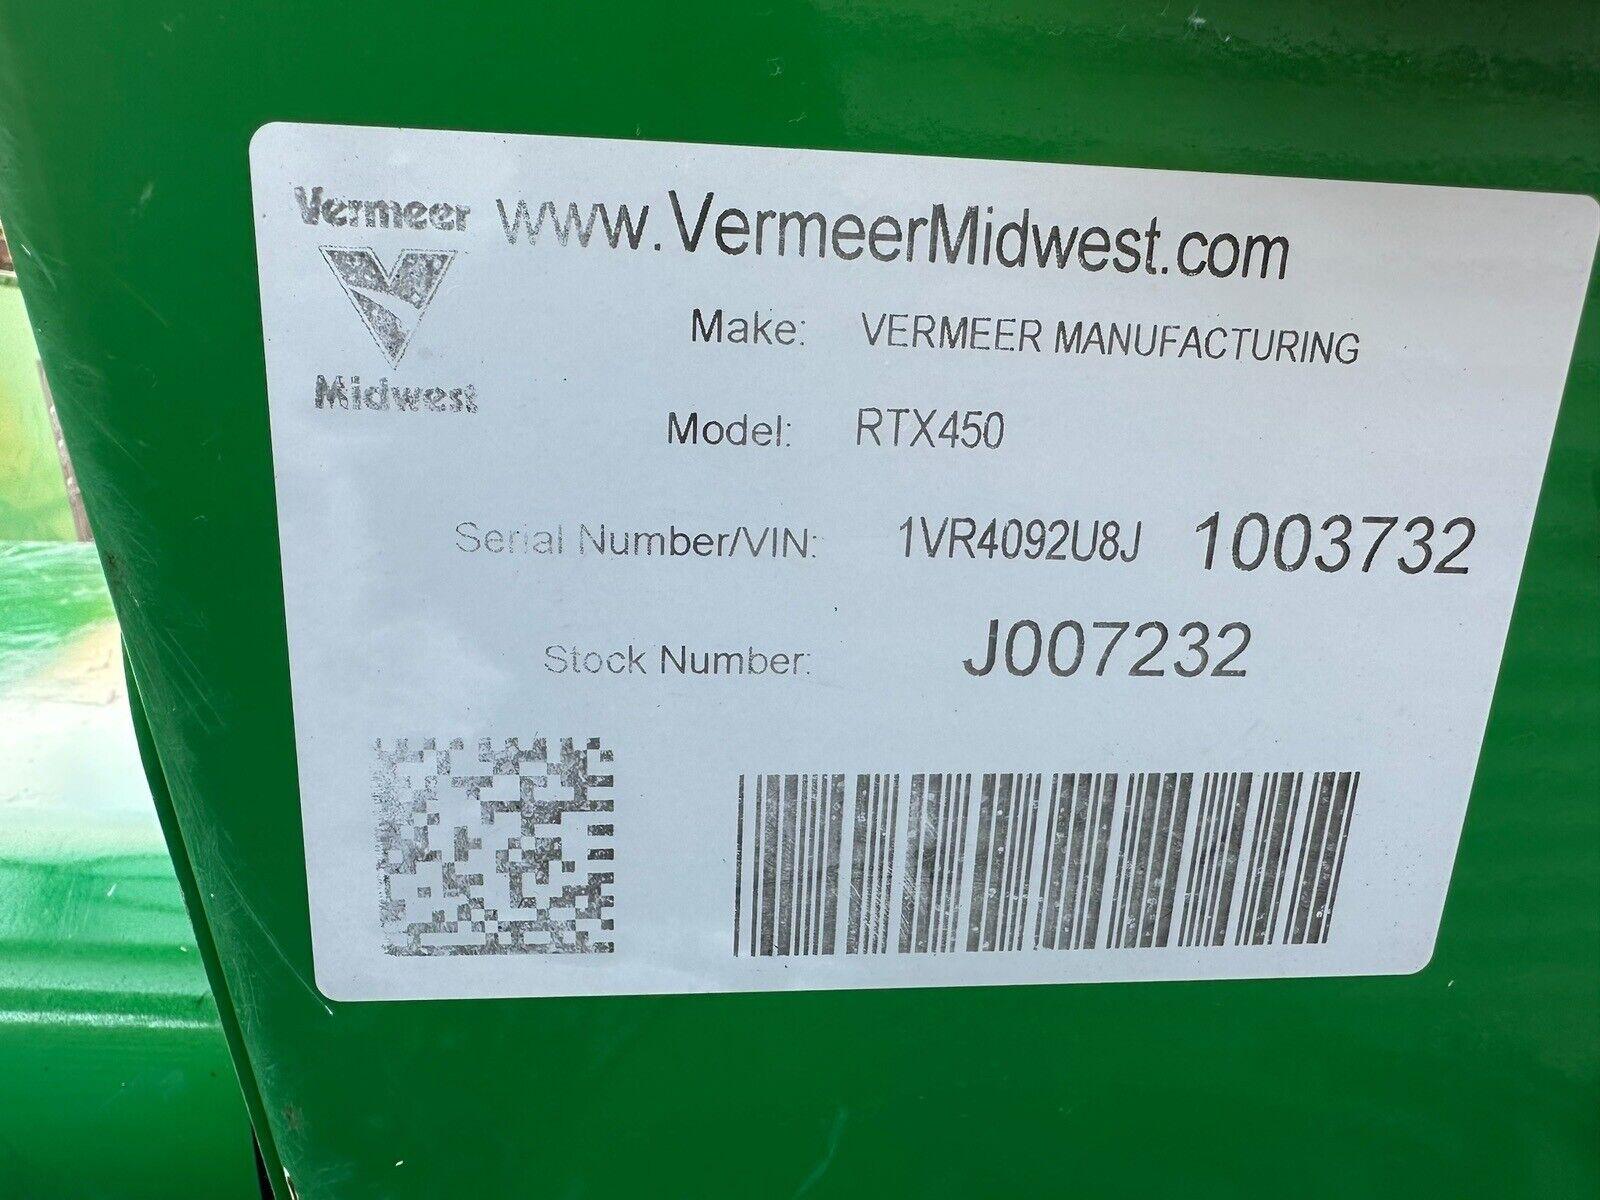 Vermeer
Midwest
www.VermeerMidwest.com
Make: VERMEER MANUFACTURING
Model: RTX450
Serial Number/VIN: 1VR4092U8J 1003732
Stock Number: J007232